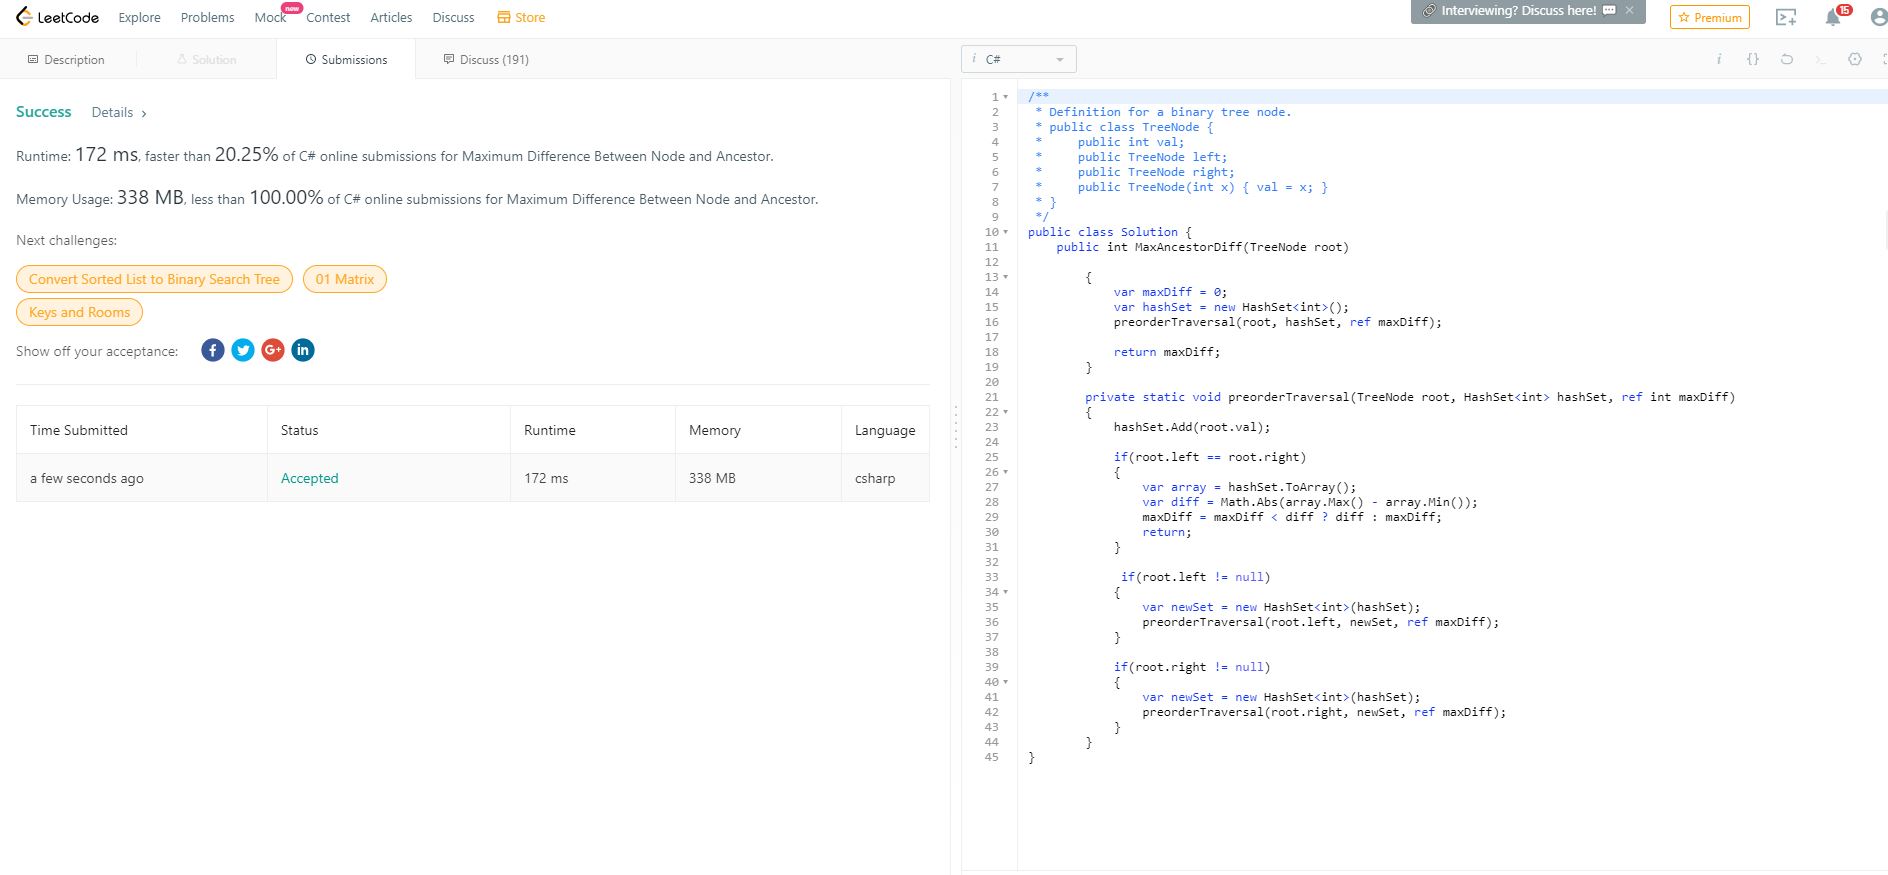 LeetCode Explore Problems Mock new Contest Articles Discuss Store Interviewing? Discuss here! × Premium 15
Description Solution Submissions Discuss (191)
Success Details >
Runtime: 172 ms, faster than 20.25% of C# online submissions for Maximum Difference Between Node and Ancestor.
Memory Usage: 338 MB, less than 100.00% of C# online submissions for Maximum Difference Between Node and Ancestor.
Next challenges:
Convert Sorted List to Binary Search Tree 01 Matrix
Keys and Rooms
Show off your acceptance: f G+ in
Time Submitted Status Runtime Memory Language
a few seconds ago Accepted 172 ms 338 MB csharp
i C# i {}
1 /**
2 * Definition for a binary tree node.
3 * public class TreeNode {
4 *     public int val;
5 *     public TreeNode left;
6 *     public TreeNode right;
7 *     public TreeNode(int x) { val = x; }
8 * }
9 */
10 public class Solution {
11     public int MaxAncestorDiff(TreeNode root)
12
13         {
14             var maxDiff = 0;
15             var hashSet = new HashSet<int>();
16             preorderTraversal(root, hashSet, ref maxDiff);
17
18             return maxDiff;
19         }
20
21         private static void preorderTraversal(TreeNode root, HashSet<int> hashSet, ref int maxDiff)
22         {
23             hashSet.Add(root.val);
24
25             if(root.left == root.right)
26             {
27                 var array = hashSet.ToArray();
28                 var diff = Math.Abs(array.Max() - array.Min());
29                 maxDiff = maxDiff < diff ? diff : maxDiff;
30                 return;
31             }
32
33              if(root.left != null)
34             {
35                 var newSet = new HashSet<int>(hashSet);
36                 preorderTraversal(root.left, newSet, ref maxDiff);
37             }
38
39             if(root.right != null)
40             {
41                 var newSet = new HashSet<int>(hashSet);
42                 preorderTraversal(root.right, newSet, ref maxDiff);
43             }
44         }
45 }